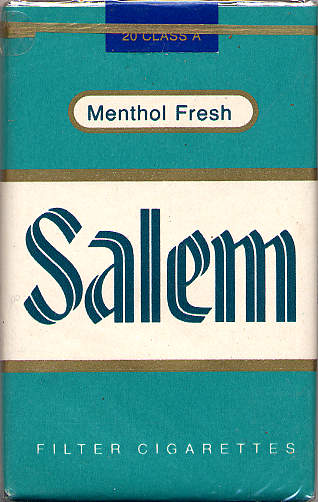 20 CLASS A
Menthol Fresh
Salem
FILTER CIGARETTES